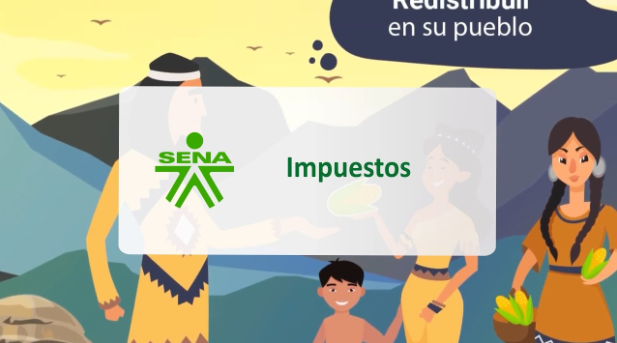 Redistribuir
en su pueblo
SENA
Impuestos